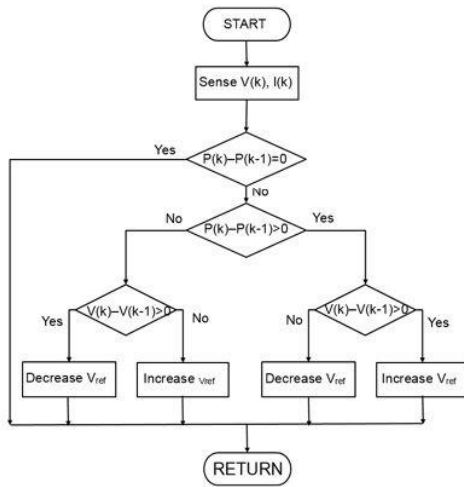 START
Sense V(k), I(k)
Yes
P(k)–P(k-1)=0
No
No
P(k)–P(k-1)>0
Yes
V(k)–V(k-1)>0
V(k)–V(k-1)>0
Yes
No
No
Yes
Decrease Vref
Increase Vref
Decrease Vref
Increase Vref
RETURN